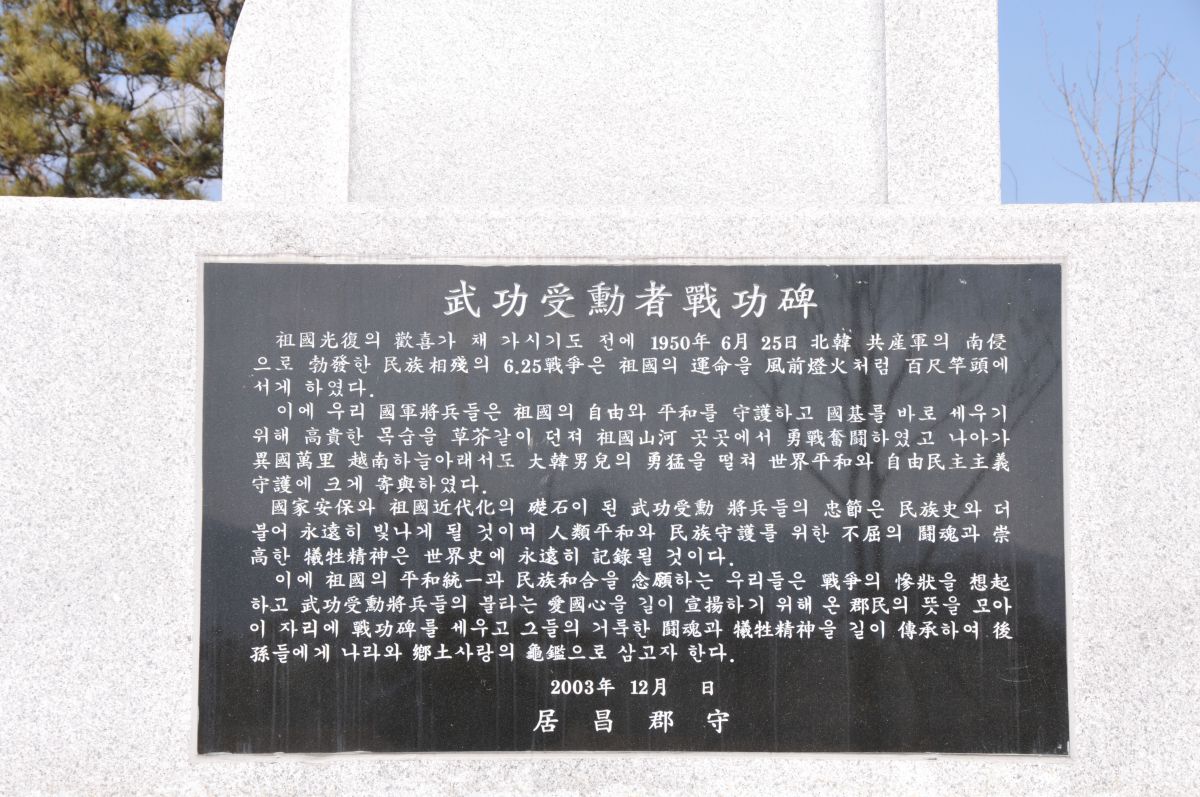 武功受勳者戰功碑
祖國光復의 歡喜가 채 가시기도 전에 1950年 6月 25日 北韓 共産軍의 南侵
으로 勃發한 民族相殘의 6.25戰爭은 祖國의 運命을 風前燈火처럼 百尺竿頭에
서게 하였다.
이에 우리 國軍將兵들은 祖國의 自由와 平和를 守護하고 國基를 바로 세우기
위해 高貴한 목숨을 草芥같이 던져 祖國山河 곳곳에서 勇戰奮鬪하였고 나아가
異國萬里 越南하늘아래서도 大韓男兒의 勇猛을 떨쳐 世界平和와 自由民主主義
守護에 크게 寄與하였다.
國家安保와 祖國近代化의 礎石이 된 武功受勳 將兵들의 忠節은 民族史와 더
불어 永遠히 빛나게 될 것이며 人類平和와 民族守護를 위한 不屈의 鬪魂과 崇
高한 犧牲精神은 世界史에 永遠히 記錄될 것이다.
이에 祖國의 平和統一과 民族和合을 念願하는 우리들은 戰爭의 慘狀을 想起
하고 武功受勳將兵들의 불타는 愛國心을 길이 宣揚하기 위해 온 郡民의 뜻을 모아
이 자리에 戰功碑를 세우고 그들의 거룩한 鬪魂과 犧牲精神을 길이 傳承하여 後
孫들에게 나라와 鄕土사랑의 龜鑑으로 삼고자 한다.
2003年 12月 日
居昌郡守